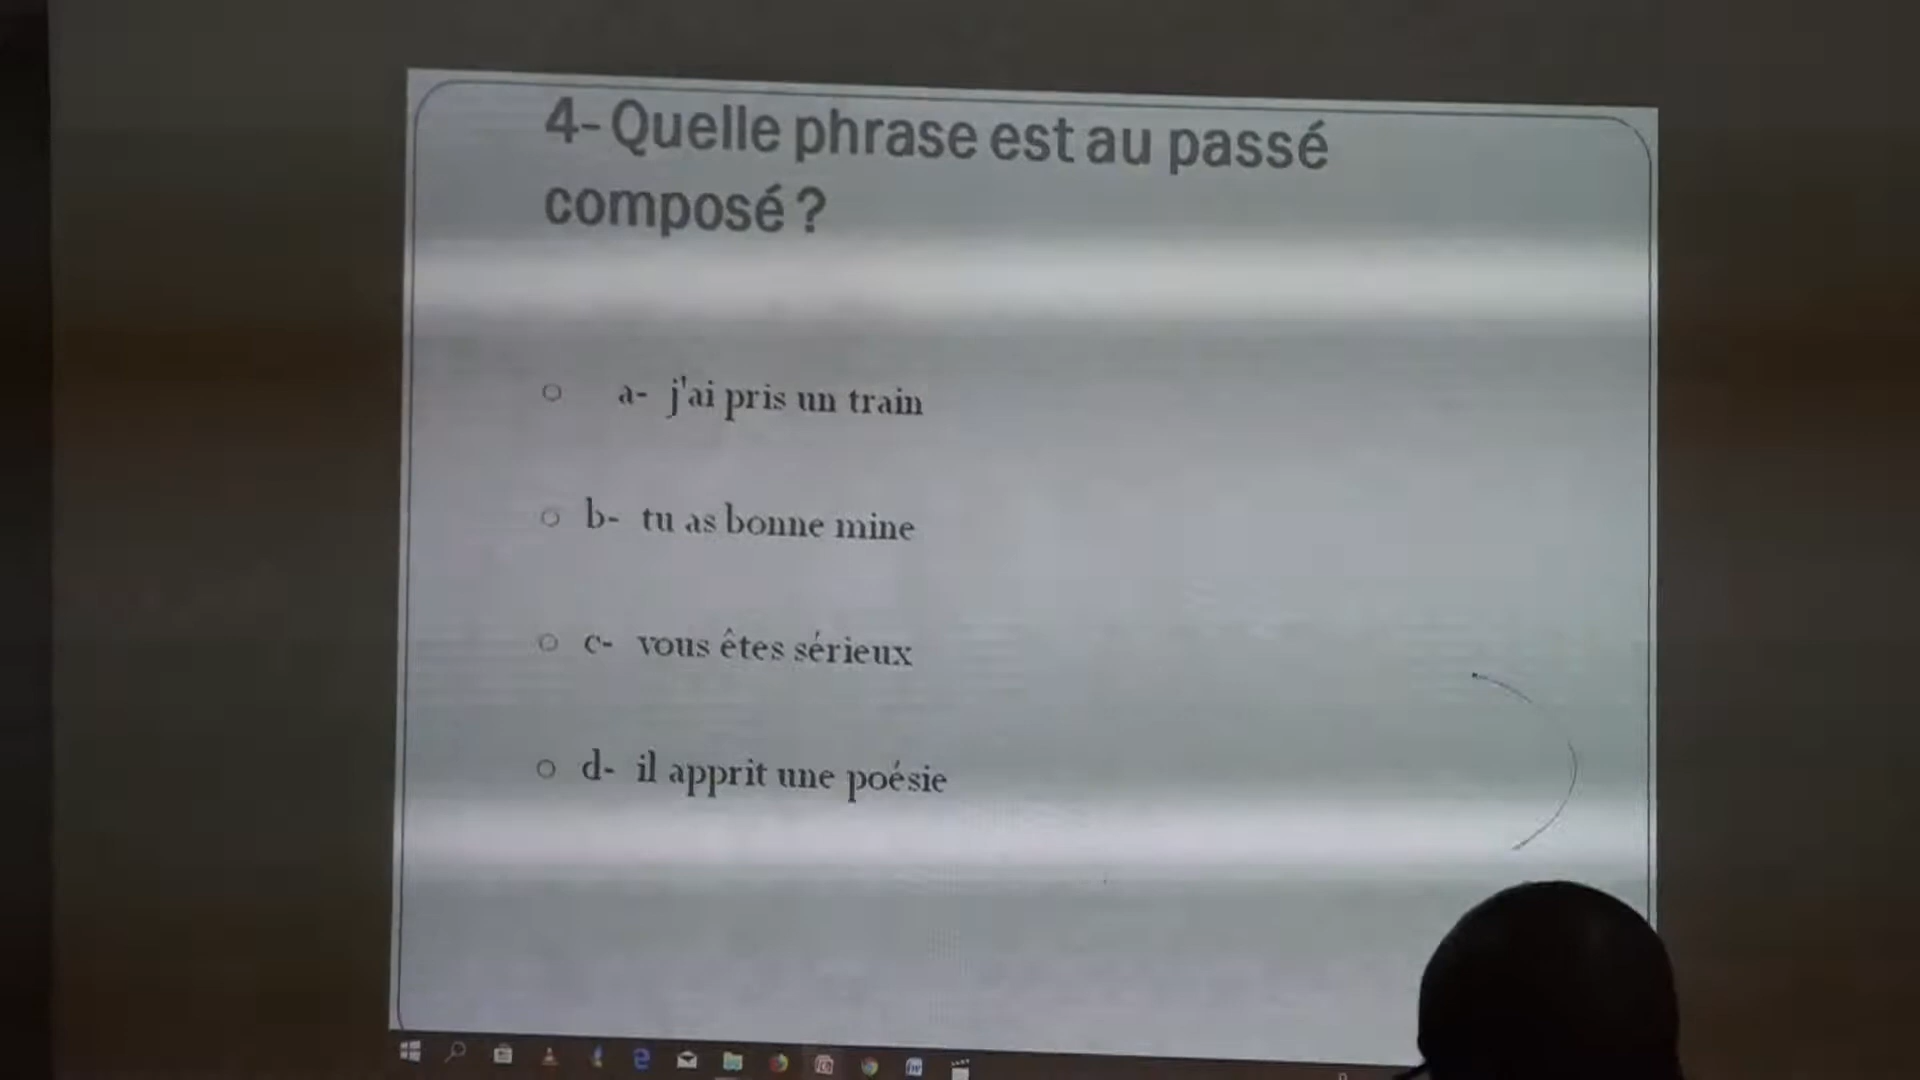 4- Quelle phrase est au passé
composé ?
a- j'ai pris un train
b- tu as bonne mine
c- vous êtes sérieux
d- il apprit une poésie